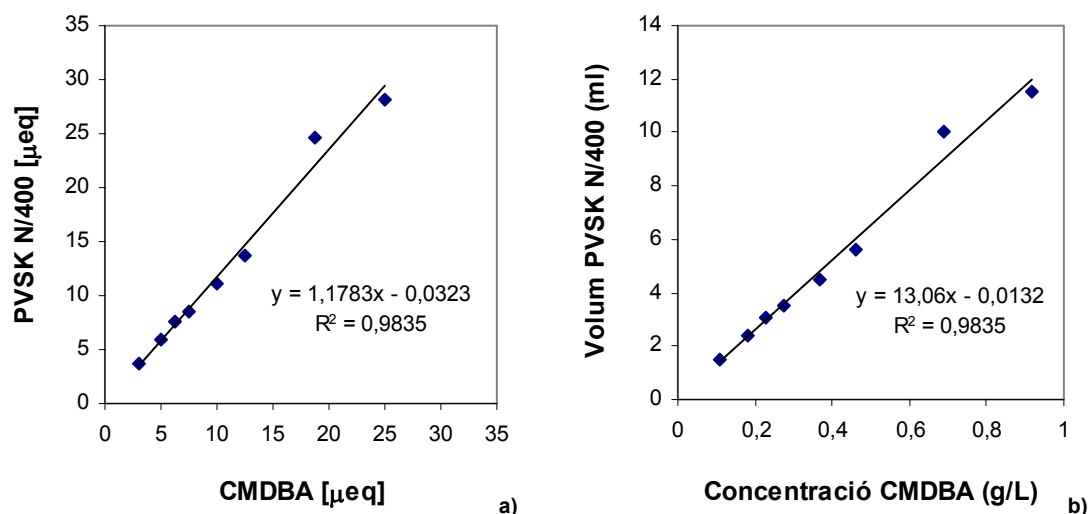 35
30
25
20
15
10
5
0
PVSK N/400 [μeq]
y = 1,1783x - 0,0323
R² = 0,9835
0 5 10 15 20 25 30 35
CMDBA [μeq]
a)
14
12
10
8
6
4
2
0
Volum PVSK N/400 (ml)
y = 13,06x - 0,0132
R² = 0,9835
0 0,2 0,4 0,6 0,8 1
Concentració CMDBA (g/L)
b)